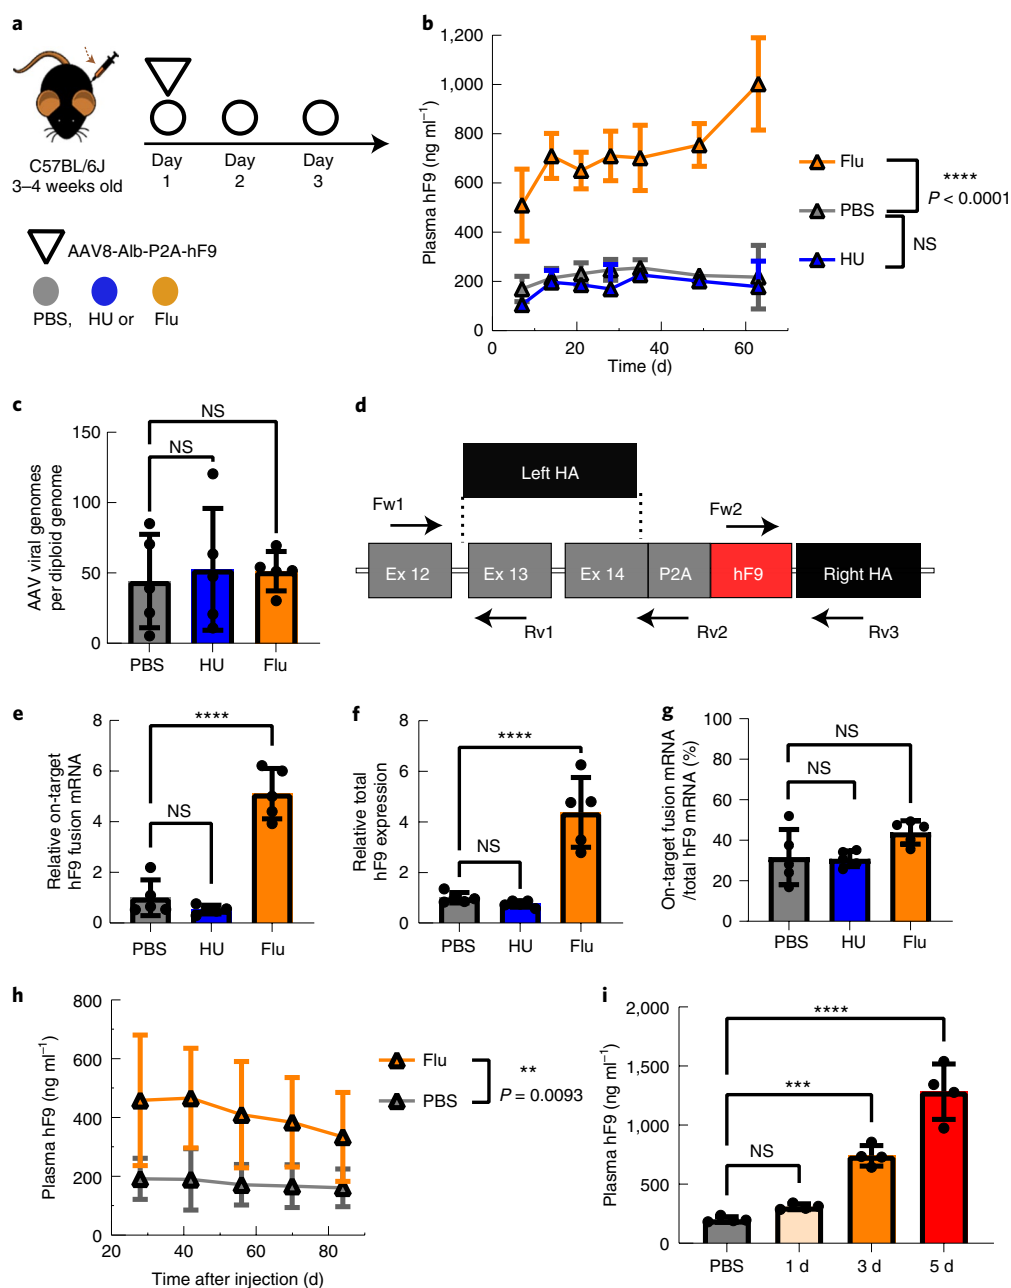 a
C57BL/6J
3–4 weeks old
Day
1
Day
2
Day
3
AAV8-Alb-P2A-hF9
PBS, HU or Flu
b
Plasma hF9 (ng ml⁻¹)
1,200
1,000
800
600
400
200
0
0 20 40 60
Time (d)
Flu
PBS
HU
****
P < 0.0001
NS
c
AAV viral genomes
per diploid genome
150
100
50
0
NS
NS
PBS HU Flu
d
Left HA
Fw1
Fw2
Ex 12 Ex 13 Ex 14 P2A hF9 Right HA
Rv1 Rv2 Rv3
e
Relative on-target
hF9 fusion mRNA
8
6
4
2
0
****
NS
PBS HU Flu
f
Relative total
hF9 expression
8
6
4
2
0
****
NS
PBS HU Flu
g
On-target fusion mRNA
/total hF9 mRNA (%)
100
80
60
40
20
0
NS
NS
PBS HU Flu
h
Plasma hF9 (ng ml⁻¹)
800
600
400
200
0
20 40 60 80
Time after injection (d)
Flu
PBS
**
P = 0.0093
i
Plasma hF9 (ng ml⁻¹)
1,000
1,500
1,000
500
0
****
***
NS
PBS 1 d 3 d 5 d